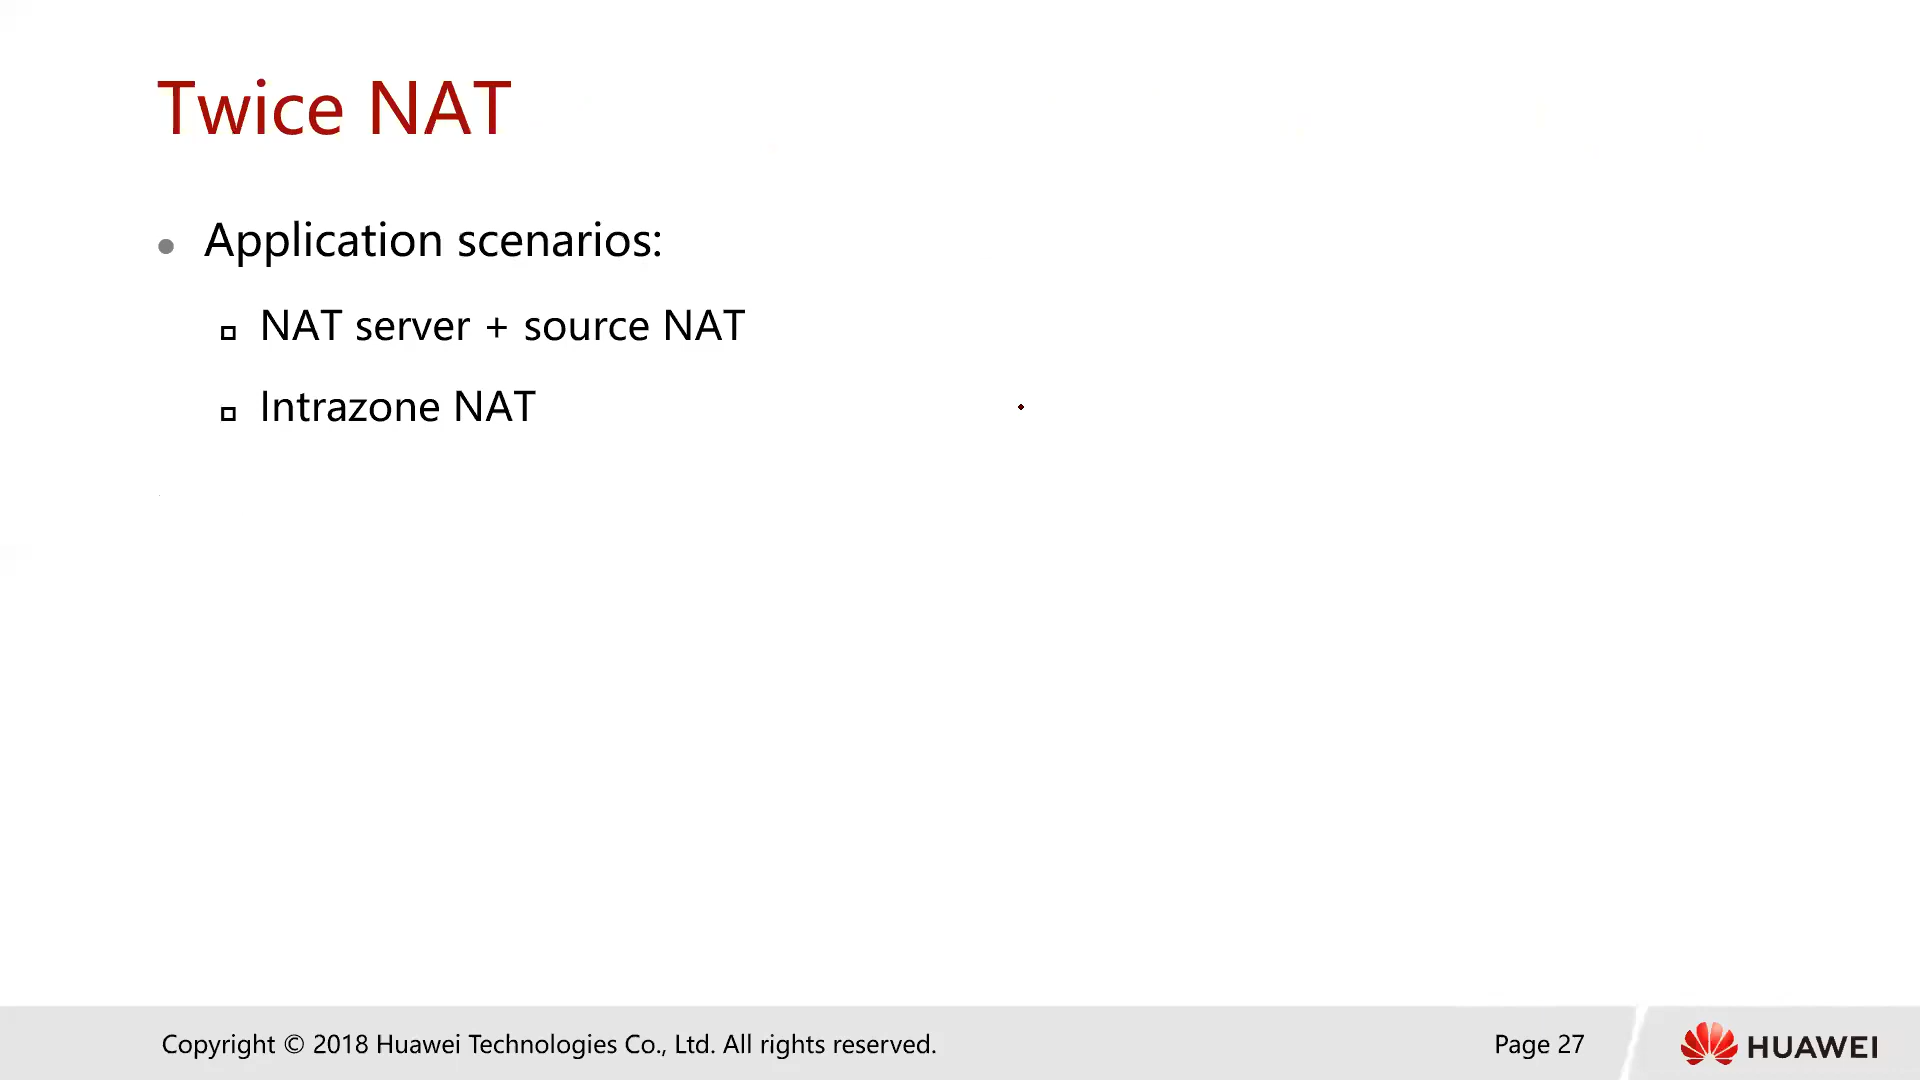 Twice NAT
Application scenarios:
NAT server + source NAT
Intrazone NAT
Copyright © 2018 Huawei Technologies Co., Ltd. All rights reserved.
Page 27
HUAWEI